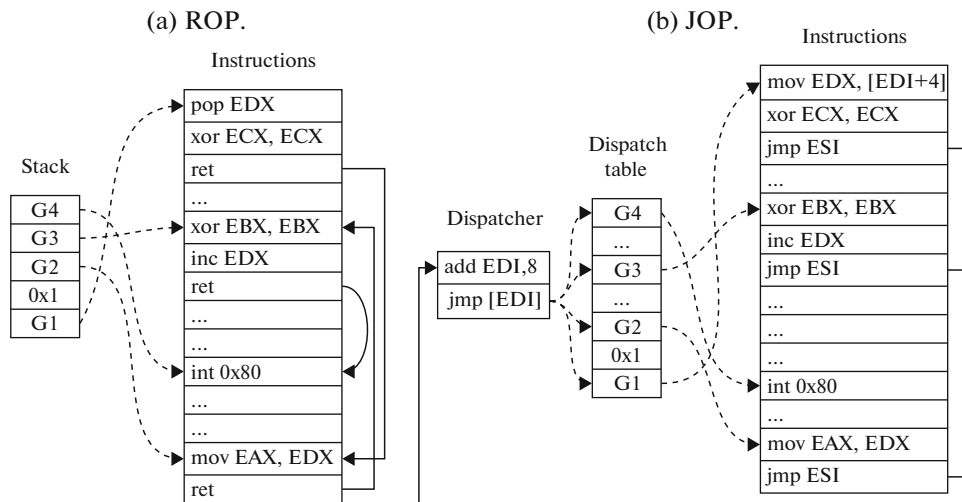 (a) ROP.
Instructions
pop EDX
xor ECX, ECX
ret
...
xor EBX, EBX
inc EDX
ret
...
...
int 0x80
...
...
mov EAX, EDX
ret
Stack
G4
G3
G2
0x1
G1
(b) JOP.
Dispatcher
add EDI,8
jmp [EDI]
Dispatch
table
G4
...
G3
...
G2
0x1
G1
Instructions
mov EDX, [EDI+4]
xor ECX, ECX
jmp ESI
...
xor EBX, EBX
inc EDX
jmp ESI
...
...
...
int 0x80
...
mov EAX, EDX
jmp ESI